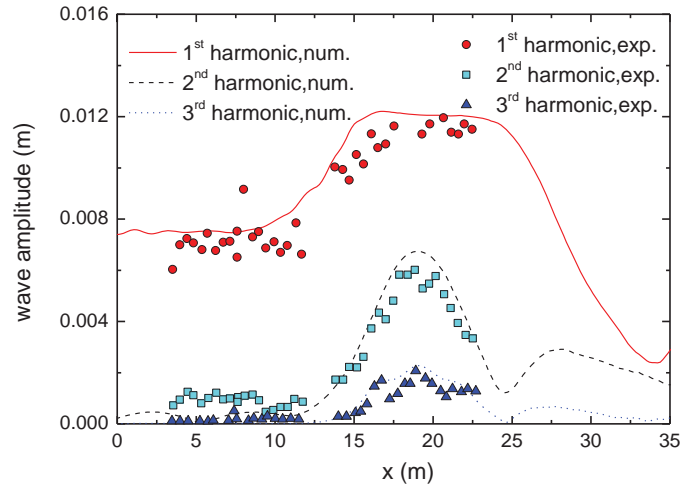 0.016
0.012
0.008
0.004
0.000
wave amplitude (m)
1st harmonic,num.
2nd harmonic,num.
3rd harmonic,num.
1st harmonic,exp.
2nd harmonic,exp.
3rd harmonic,exp.
0 5 10 15 20 25 30 35
x (m)